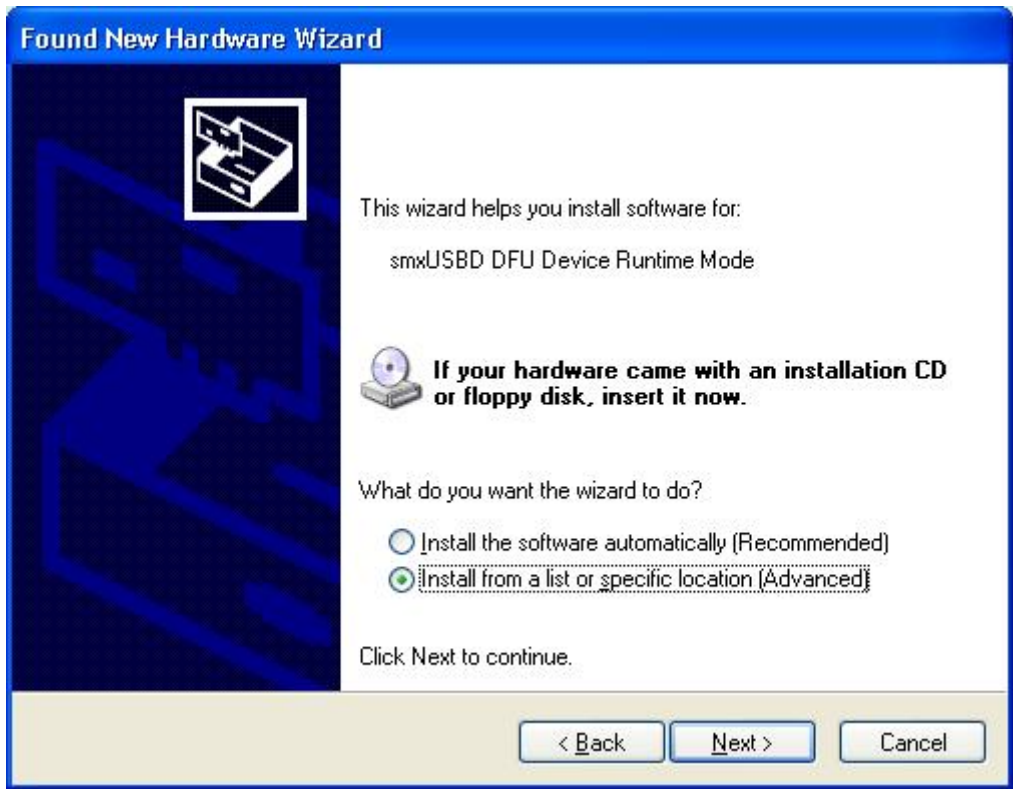 Found New Hardware Wizard
This wizard helps you install software for:
smxUSBD DFU Device Runtime Mode
If your hardware came with an installation CD
or floppy disk, insert it now.
What do you want the wizard to do?
Install the software automatically (Recommended)
Install from a list or specific location (Advanced)
Click Next to continue.
< Back
Next >
Cancel